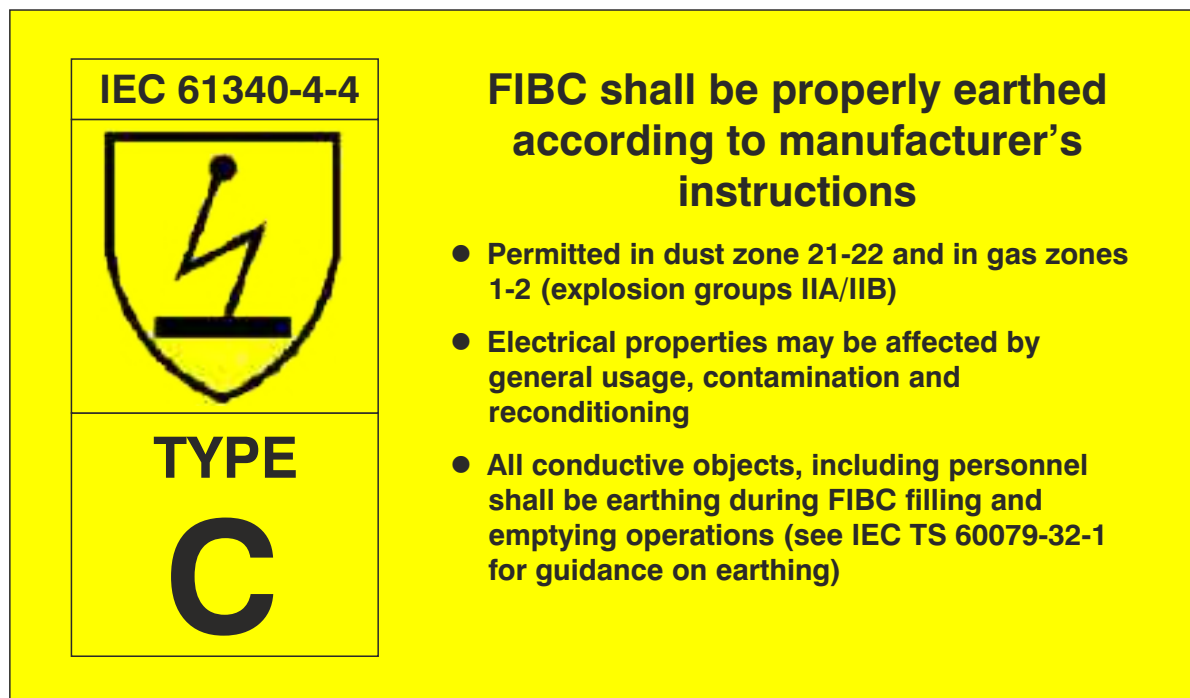 IEC 61340-4-4
TYPE
C
FIBC shall be properly earthed
according to manufacturer’s
instructions
● Permitted in dust zone 21-22 and in gas zones
1-2 (explosion groups IIA/IIB)
● Electrical properties may be affected by
general usage, contamination and
reconditioning
● All conductive objects, including personnel
shall be earthing during FIBC filling and
emptying operations (see IEC TS 60079-32-1
for guidance on earthing)